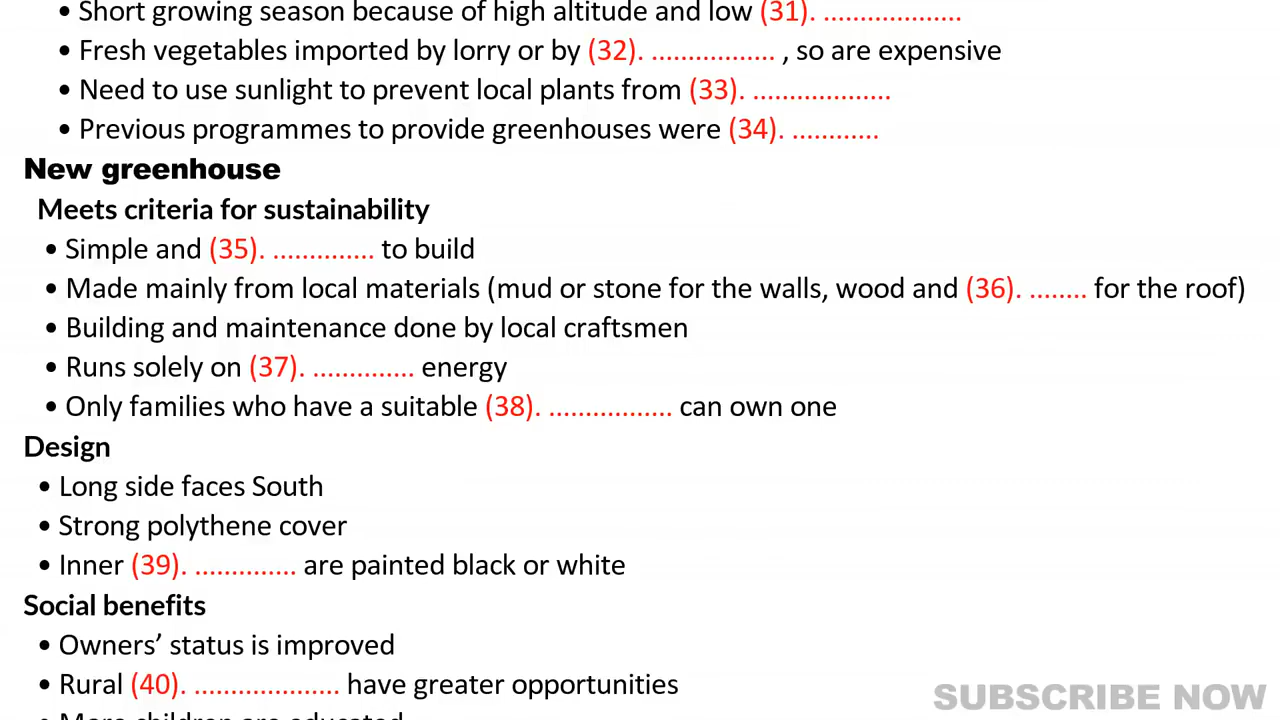 • Short growing season because of high altitude and low (31). ...................
• Fresh vegetables imported by lorry or by (32). ................. , so are expensive
• Need to use sunlight to prevent local plants from (33). ...................
• Previous programmes to provide greenhouses were (34). ............
New greenhouse
Meets criteria for sustainability
• Simple and (35). .............. to build
• Made mainly from local materials (mud or stone for the walls, wood and (36). ........ for the roof)
• Building and maintenance done by local craftsmen
• Runs solely on (37). .............. energy
• Only families who have a suitable (38). ................. can own one
Design
• Long side faces South
• Strong polythene cover
• Inner (39). .............. are painted black or white
Social benefits
• Owners’ status is improved
• Rural (40). .................... have greater opportunities
• More children are educated
SUBSCRIBE NOW